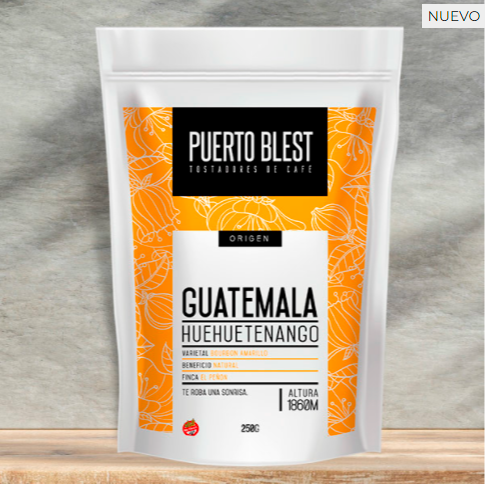 NUEVO
PUERTO BLEST
TOSTADORES DE CAFÉ
ORIGEN
GUATEMALA
HUEHUETENANGO
VARIETAL BOURBON AMARILLO
BENEFICIO NATURAL
FINCA EL PEÑON
TE ROBA UNA SONRISA.
ALTURA
1860M
250G